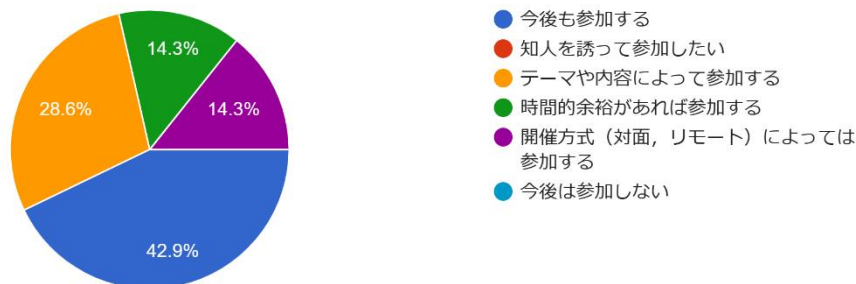 14.3%
28.6%
14.3%
42.9%
今後も参加する
知人を誘って参加したい
テーマや内容によって参加する
時間的余裕があれば参加する
開催方式（対面，リモート）によっては
参加する
今後は参加しない